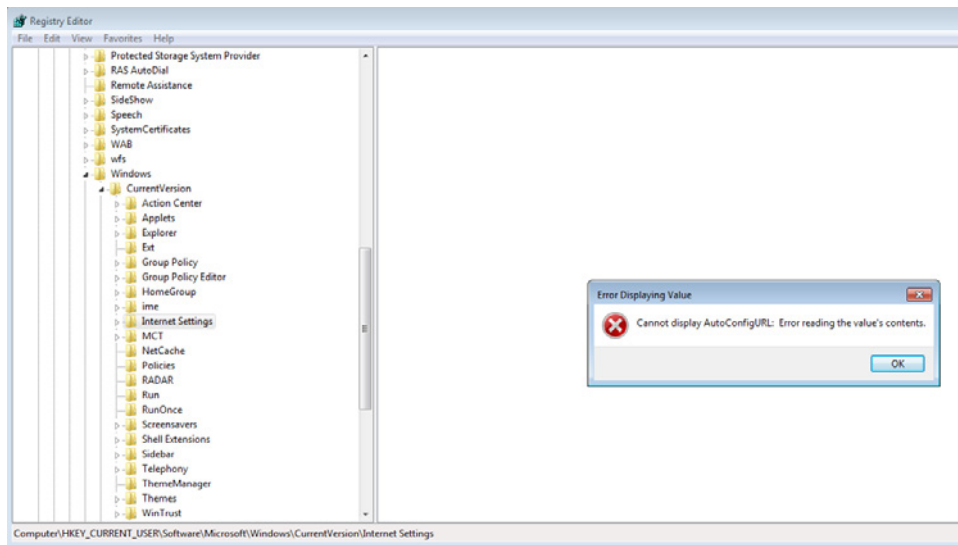 Registry Editor
File Edit View Favorites Help
Protected Storage System Provider
RAS AutoDial
Remote Assistance
SideShow
Speech
SystemCertificates
WAB
wfs
Windows
CurrentVersion
Action Center
Applets
Explorer
Ext
Group Policy
Group Policy Editor
HomeGroup
ime
Internet Settings
MCT
NetCache
Policies
RADAR
Run
RunOnce
Screensavers
Shell Extensions
Sidebar
Telephony
ThemeManager
Themes
WinTrust
Error Displaying Value
Cannot display AutoConfigURL: Error reading the value's contents.
OK
Computer\HKEY_CURRENT_USER\Software\Microsoft\Windows\CurrentVersion\Internet Settings